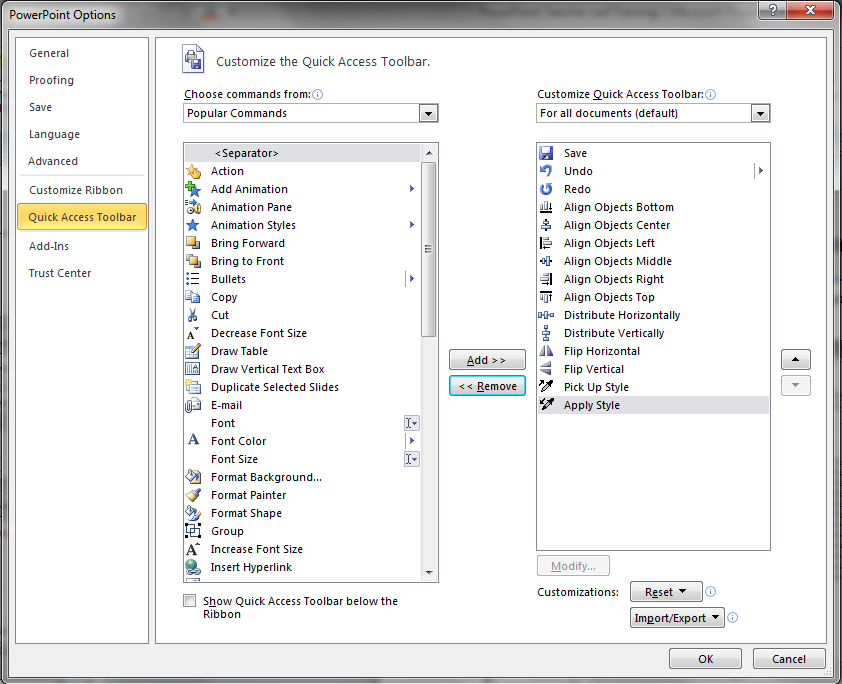 PowerPoint Options
General
Proofing
Save
Language
Advanced
Customize Ribbon
Quick Access Toolbar
Add-Ins
Trust Center
Customize the Quick Access Toolbar.
Choose commands from:
Popular Commands
<Separator>
Action
Add Animation
Animation Pane
Animation Styles
Bring Forward
Bring to Front
Bullets
Copy
Cut
Decrease Font Size
Draw Table
Draw Vertical Text Box
Duplicate Selected Slides
E-mail
Font
Font Color
Font Size
Format Background...
Format Painter
Format Shape
Group
Increase Font Size
Insert Hyperlink
Show Quick Access Toolbar below the
Ribbon
Add >>
<< Remove
Customize Quick Access Toolbar:
For all documents (default)
Save
Undo
Redo
Align Objects Bottom
Align Objects Center
Align Objects Left
Align Objects Middle
Align Objects Right
Align Objects Top
Distribute Horizontally
Distribute Vertically
Flip Horizontal
Flip Vertical
Pick Up Style
Apply Style
Modify...
Customizations:
Reset
Import/Export
OK
Cancel